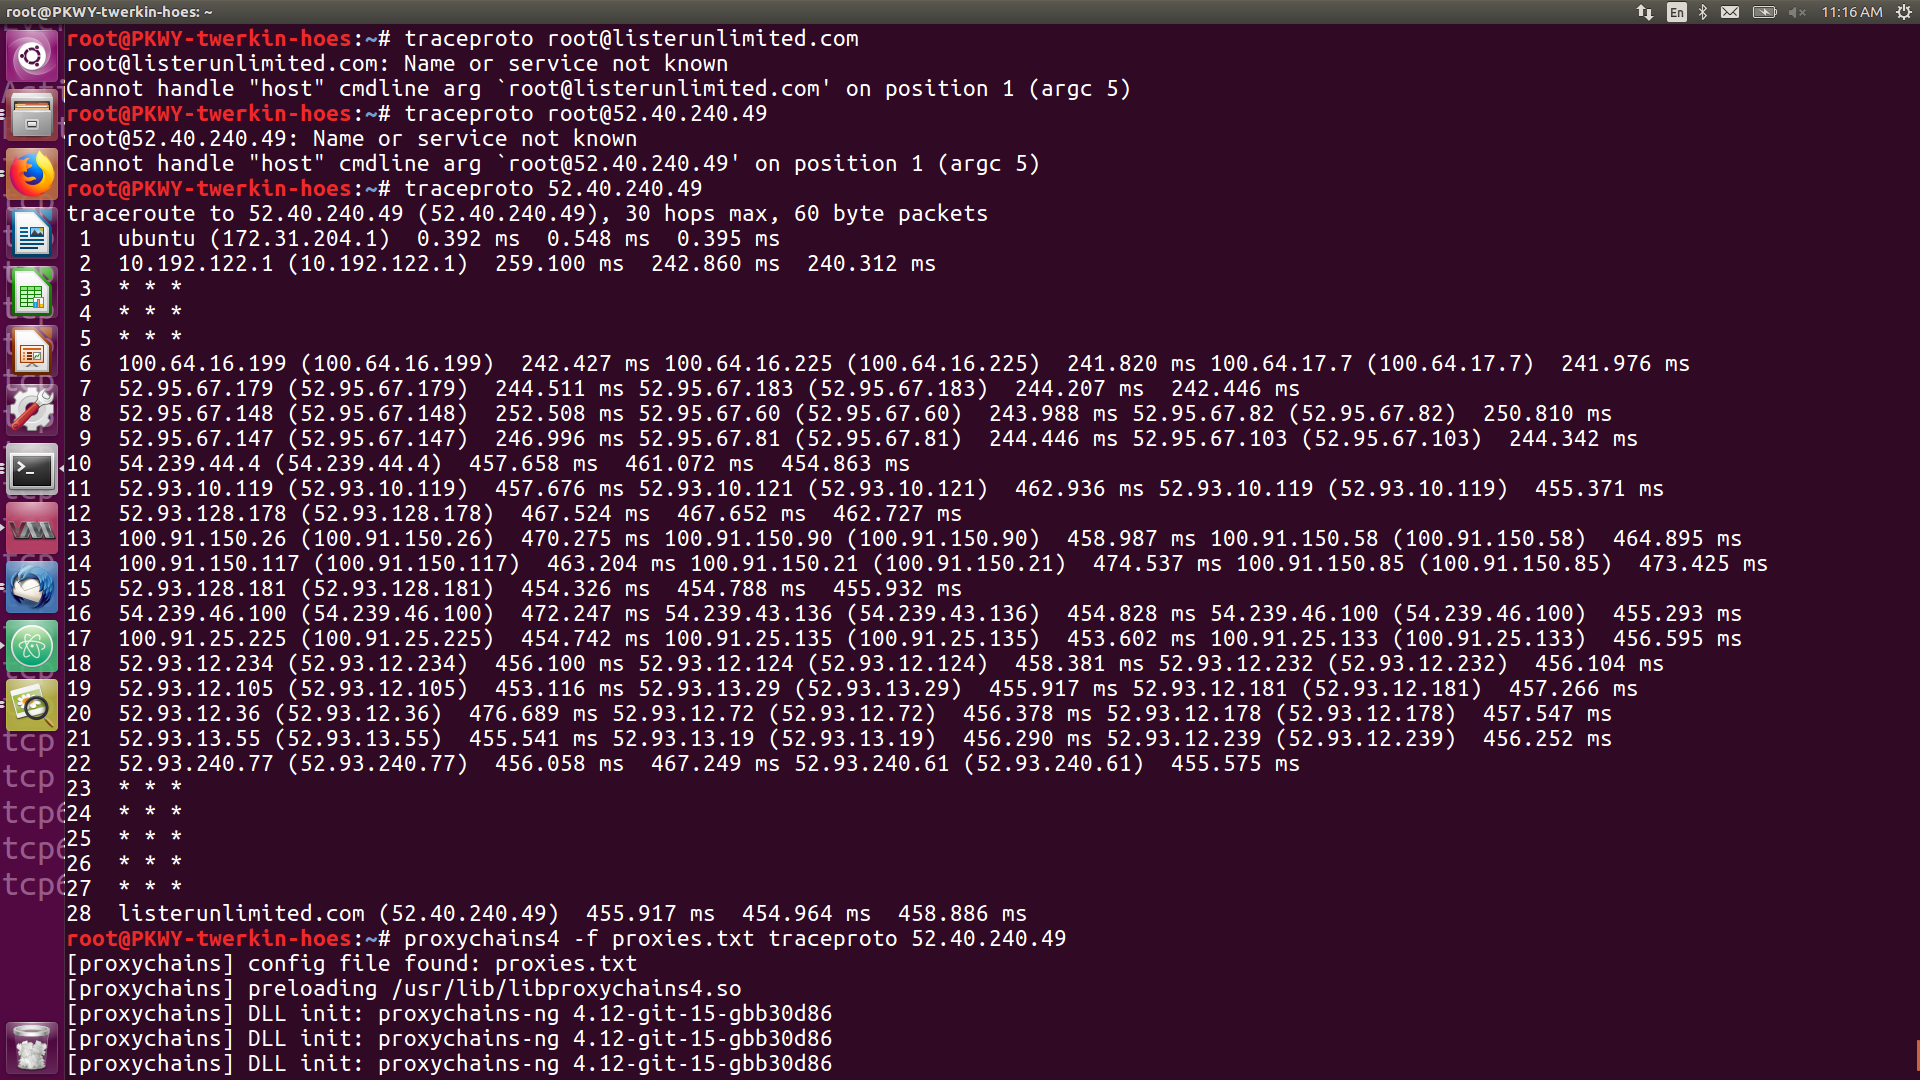 root@PKWY-twerkin-hoes: ~
En
11:16 AM
root@PKWY-twerkin-hoes:~# traceproto root@listerunlimited.com
root@listerunlimited.com: Name or service not known
Cannot handle "host" cmdline arg `root@listerunlimited.com' on position 1 (argc 5)
root@PKWY-twerkin-hoes:~# traceproto root@52.40.240.49
root@52.40.240.49: Name or service not known
Cannot handle "host" cmdline arg `root@52.40.240.49' on position 1 (argc 5)
root@PKWY-twerkin-hoes:~# traceproto 52.40.240.49
traceroute to 52.40.240.49 (52.40.240.49), 30 hops max, 60 byte packets
1 ubuntu (172.31.204.1) 0.392 ms 0.548 ms 0.395 ms
2 10.192.122.1 (10.192.122.1) 259.100 ms 242.860 ms 240.312 ms
3 * * *
4 * * *
5 * * *
6 100.64.16.199 (100.64.16.199) 242.427 ms 100.64.16.225 (100.64.16.225) 241.820 ms 100.64.17.7 (100.64.17.7) 241.976 ms
7 52.95.67.179 (52.95.67.179) 244.511 ms 52.95.67.183 (52.95.67.183) 244.207 ms 242.446 ms
8 52.95.67.148 (52.95.67.148) 252.508 ms 52.95.67.60 (52.95.67.60) 243.988 ms 52.95.67.82 (52.95.67.82) 250.810 ms
9 52.95.67.147 (52.95.67.147) 246.996 ms 52.95.67.81 (52.95.67.81) 244.446 ms 52.95.67.103 (52.95.67.103) 244.342 ms
10 54.239.44.4 (54.239.44.4) 457.658 ms 461.072 ms 454.863 ms
11 52.93.10.119 (52.93.10.119) 457.676 ms 52.93.10.121 (52.93.10.121) 462.936 ms 52.93.10.119 (52.93.10.119) 455.371 ms
12 52.93.128.178 (52.93.128.178) 467.524 ms 467.652 ms 462.727 ms
13 100.91.150.26 (100.91.150.26) 470.275 ms 100.91.150.90 (100.91.150.90) 458.987 ms 100.91.150.58 (100.91.150.58) 464.895 ms
14 100.91.150.117 (100.91.150.117) 463.204 ms 100.91.150.21 (100.91.150.21) 474.537 ms 100.91.150.85 (100.91.150.85) 473.425 ms
15 52.93.128.181 (52.93.128.181) 454.326 ms 454.788 ms 455.932 ms
16 54.239.46.100 (54.239.46.100) 472.247 ms 54.239.43.136 (54.239.43.136) 454.828 ms 54.239.46.100 (54.239.46.100) 455.293 ms
17 100.91.25.225 (100.91.25.225) 454.742 ms 100.91.25.135 (100.91.25.135) 453.602 ms 100.91.25.133 (100.91.25.133) 456.595 ms
18 52.93.12.234 (52.93.12.234) 456.100 ms 52.93.12.124 (52.93.12.124) 458.381 ms 52.93.12.232 (52.93.12.232) 456.104 ms
19 52.93.12.105 (52.93.12.105) 453.116 ms 52.93.13.29 (52.93.13.29) 455.917 ms 52.93.12.181 (52.93.12.181) 457.266 ms
20 52.93.12.36 (52.93.12.36) 476.689 ms 52.93.12.72 (52.93.12.72) 456.378 ms 52.93.12.178 (52.93.12.178) 457.547 ms
21 52.93.13.55 (52.93.13.55) 455.541 ms 52.93.13.19 (52.93.13.19) 456.290 ms 52.93.12.239 (52.93.12.239) 456.252 ms
22 52.93.240.77 (52.93.240.77) 456.058 ms 467.249 ms 52.93.240.61 (52.93.240.61) 455.575 ms
23 * * *
24 * * *
25 * * *
26 * * *
27 * * *
28 listerunlimited.com (52.40.240.49) 455.917 ms 454.964 ms 458.886 ms
root@PKWY-twerkin-hoes:~# proxychains4 -f proxies.txt traceproto 52.40.240.49
[proxychains] config file found: proxies.txt
[proxychains] preloading /usr/lib/libproxychains4.so
[proxychains] DLL init: proxychains-ng 4.12-git-15-gbb30d86
[proxychains] DLL init: proxychains-ng 4.12-git-15-gbb30d86
[proxychains] DLL init: proxychains-ng 4.12-git-15-gbb30d86
tcp
tcp
tcp6
tcp6
tcp6